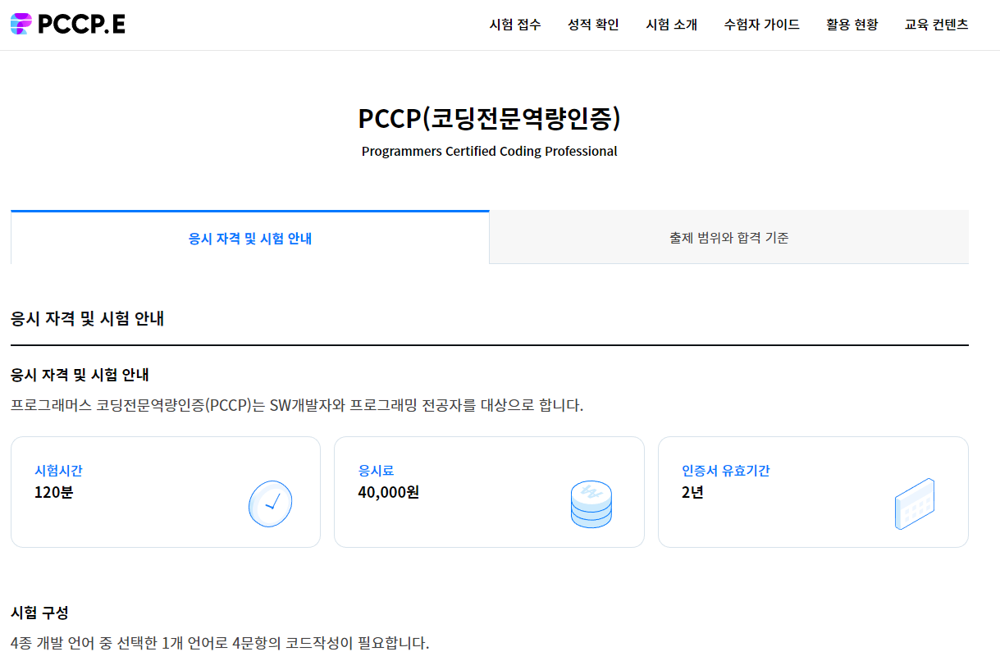 PCCP.E
시험 접수 성적 확인 시험 소개 수험자 가이드 활용 현황 교육 컨텐츠
PCCP(코딩전문역량인증)
Programmers Certified Coding Professional
응시 자격 및 시험 안내 출제 범위와 합격 기준
응시 자격 및 시험 안내
응시 자격 및 시험 안내
프로그래머스 코딩전문역량인증(PCCP)는 SW개발자와 프로그래밍 전공자를 대상으로 합니다.
시험시간
120분
응시료
40,000원
인증서 유효기간
2년
시험 구성
4종 개발 언어 중 선택한 1개 언어로 4문항의 코드작성이 필요합니다.